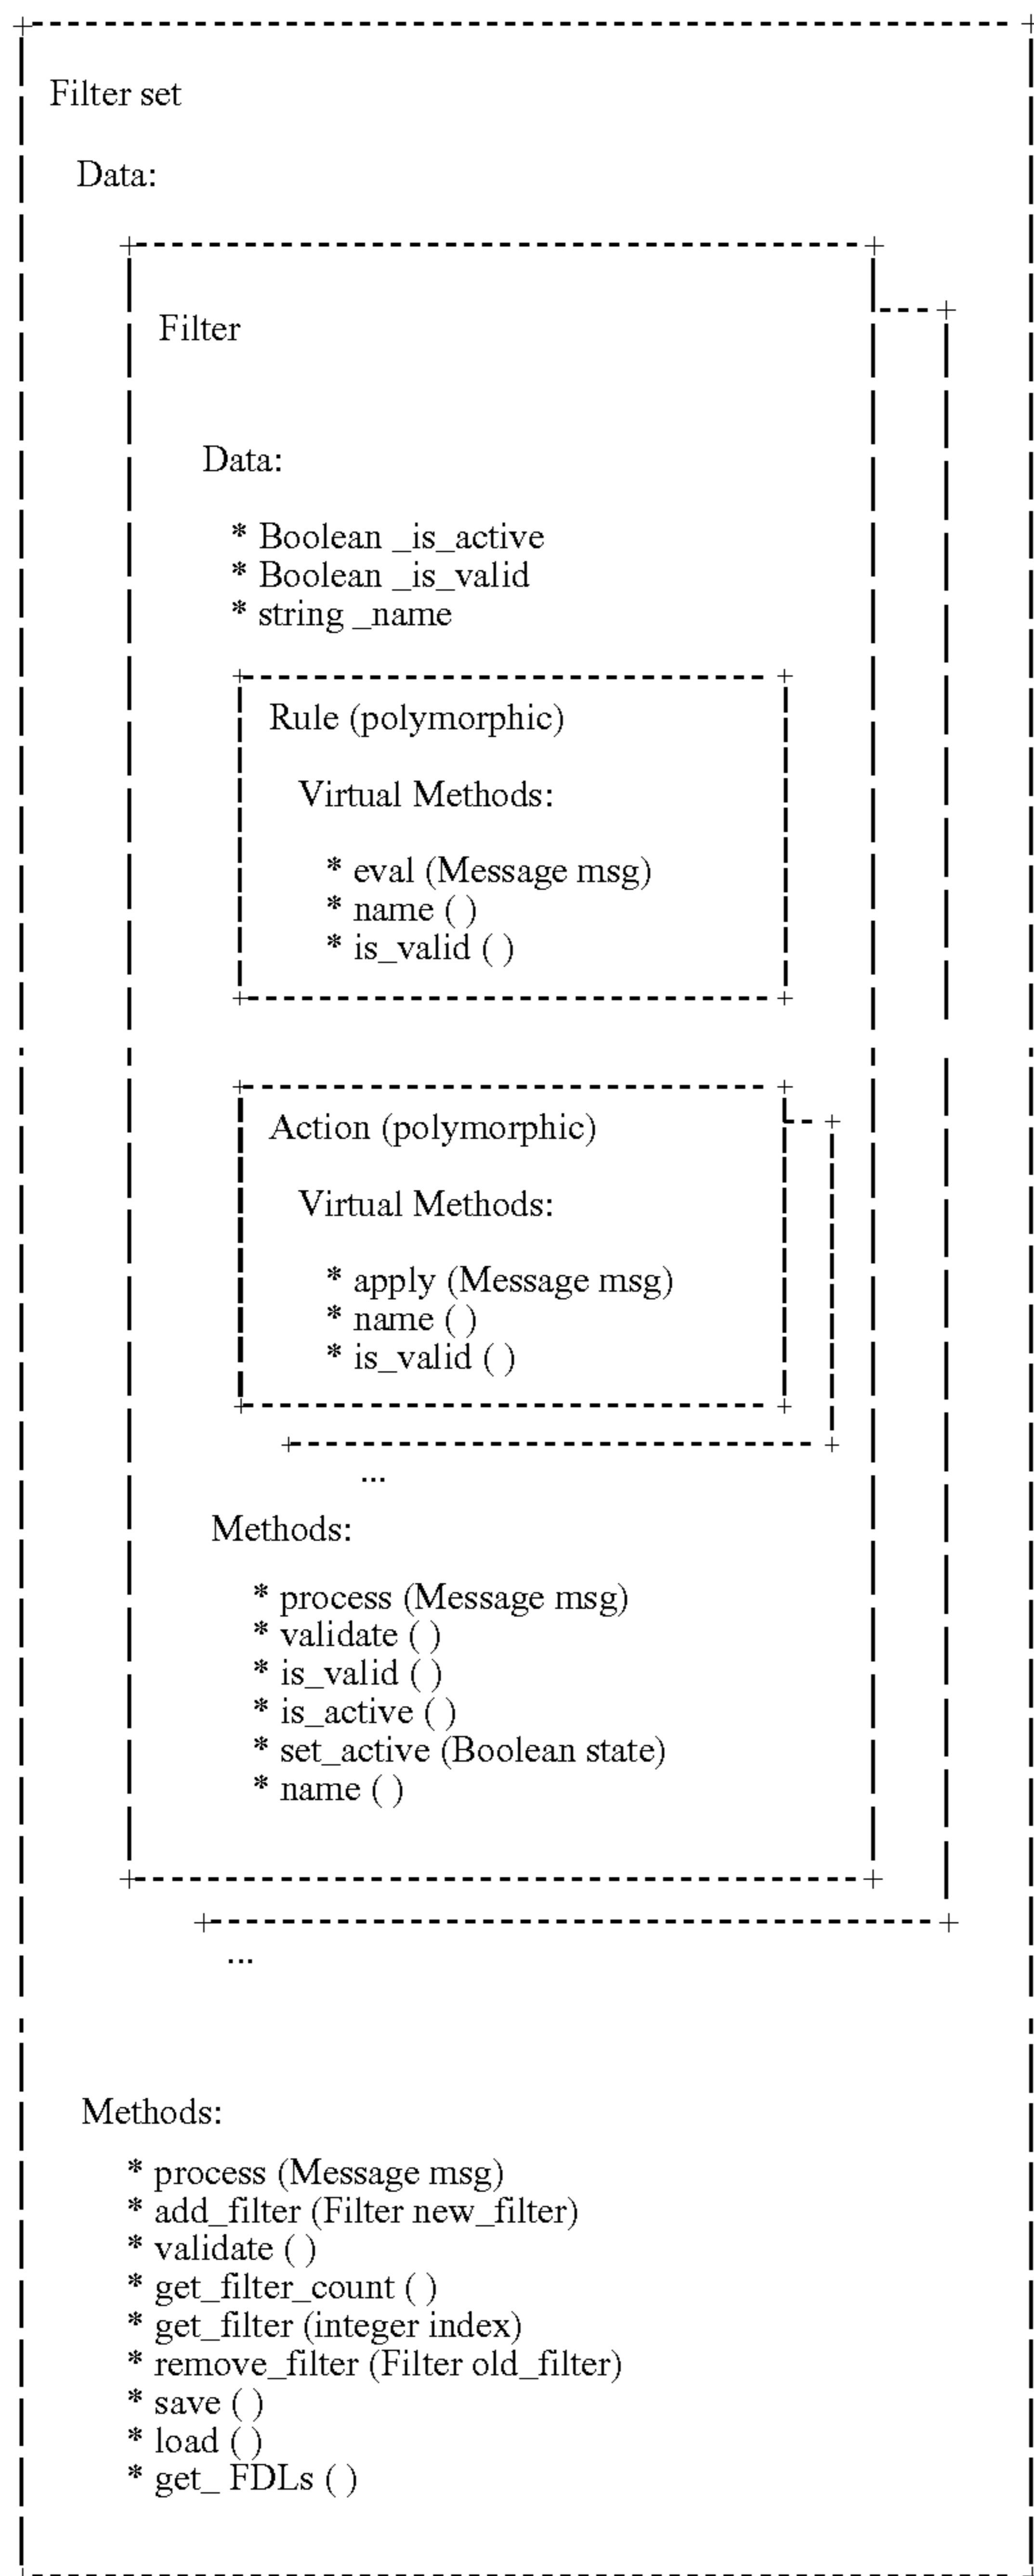 Filter set
Data:
Filter
Data:
* Boolean _is_active
* Boolean _is_valid
* string _name
Rule (polymorphic)
Virtual Methods:
* eval (Message msg)
* name ( )
* is_valid ( )
Action (polymorphic)
Virtual Methods:
* apply (Message msg)
* name ( )
* is_valid ( )
...
Methods:
* process (Message msg)
* validate ( )
* is_valid ( )
* is_active ( )
* set_active (Boolean state)
* name ( )
...
Methods:
* process (Message msg)
* add_filter (Filter new_filter)
* validate ( )
* get_filter_count ( )
* get_filter (integer index)
* remove_filter (Filter old_filter)
* save ( )
* load ( )
* get_ FDLs ( )